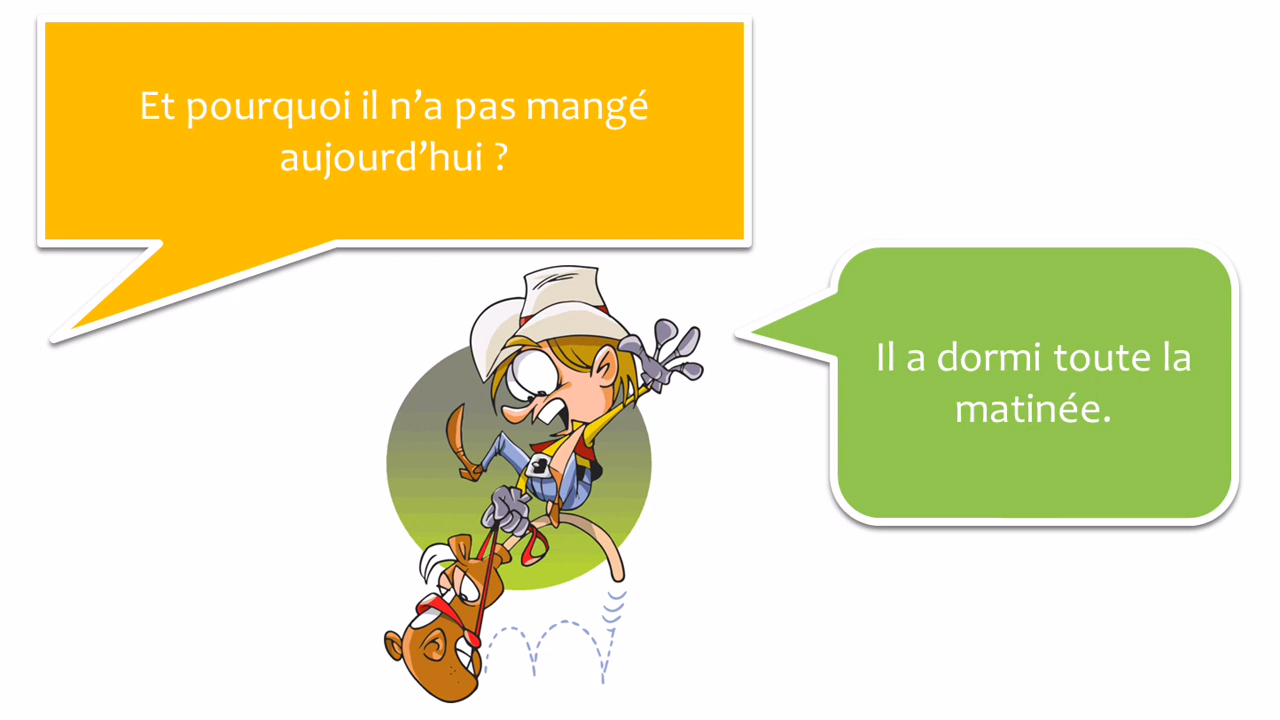 Et pourquoi il n’a pas mangé
aujourd’hui ?
Il a dormi toute la
matinée.